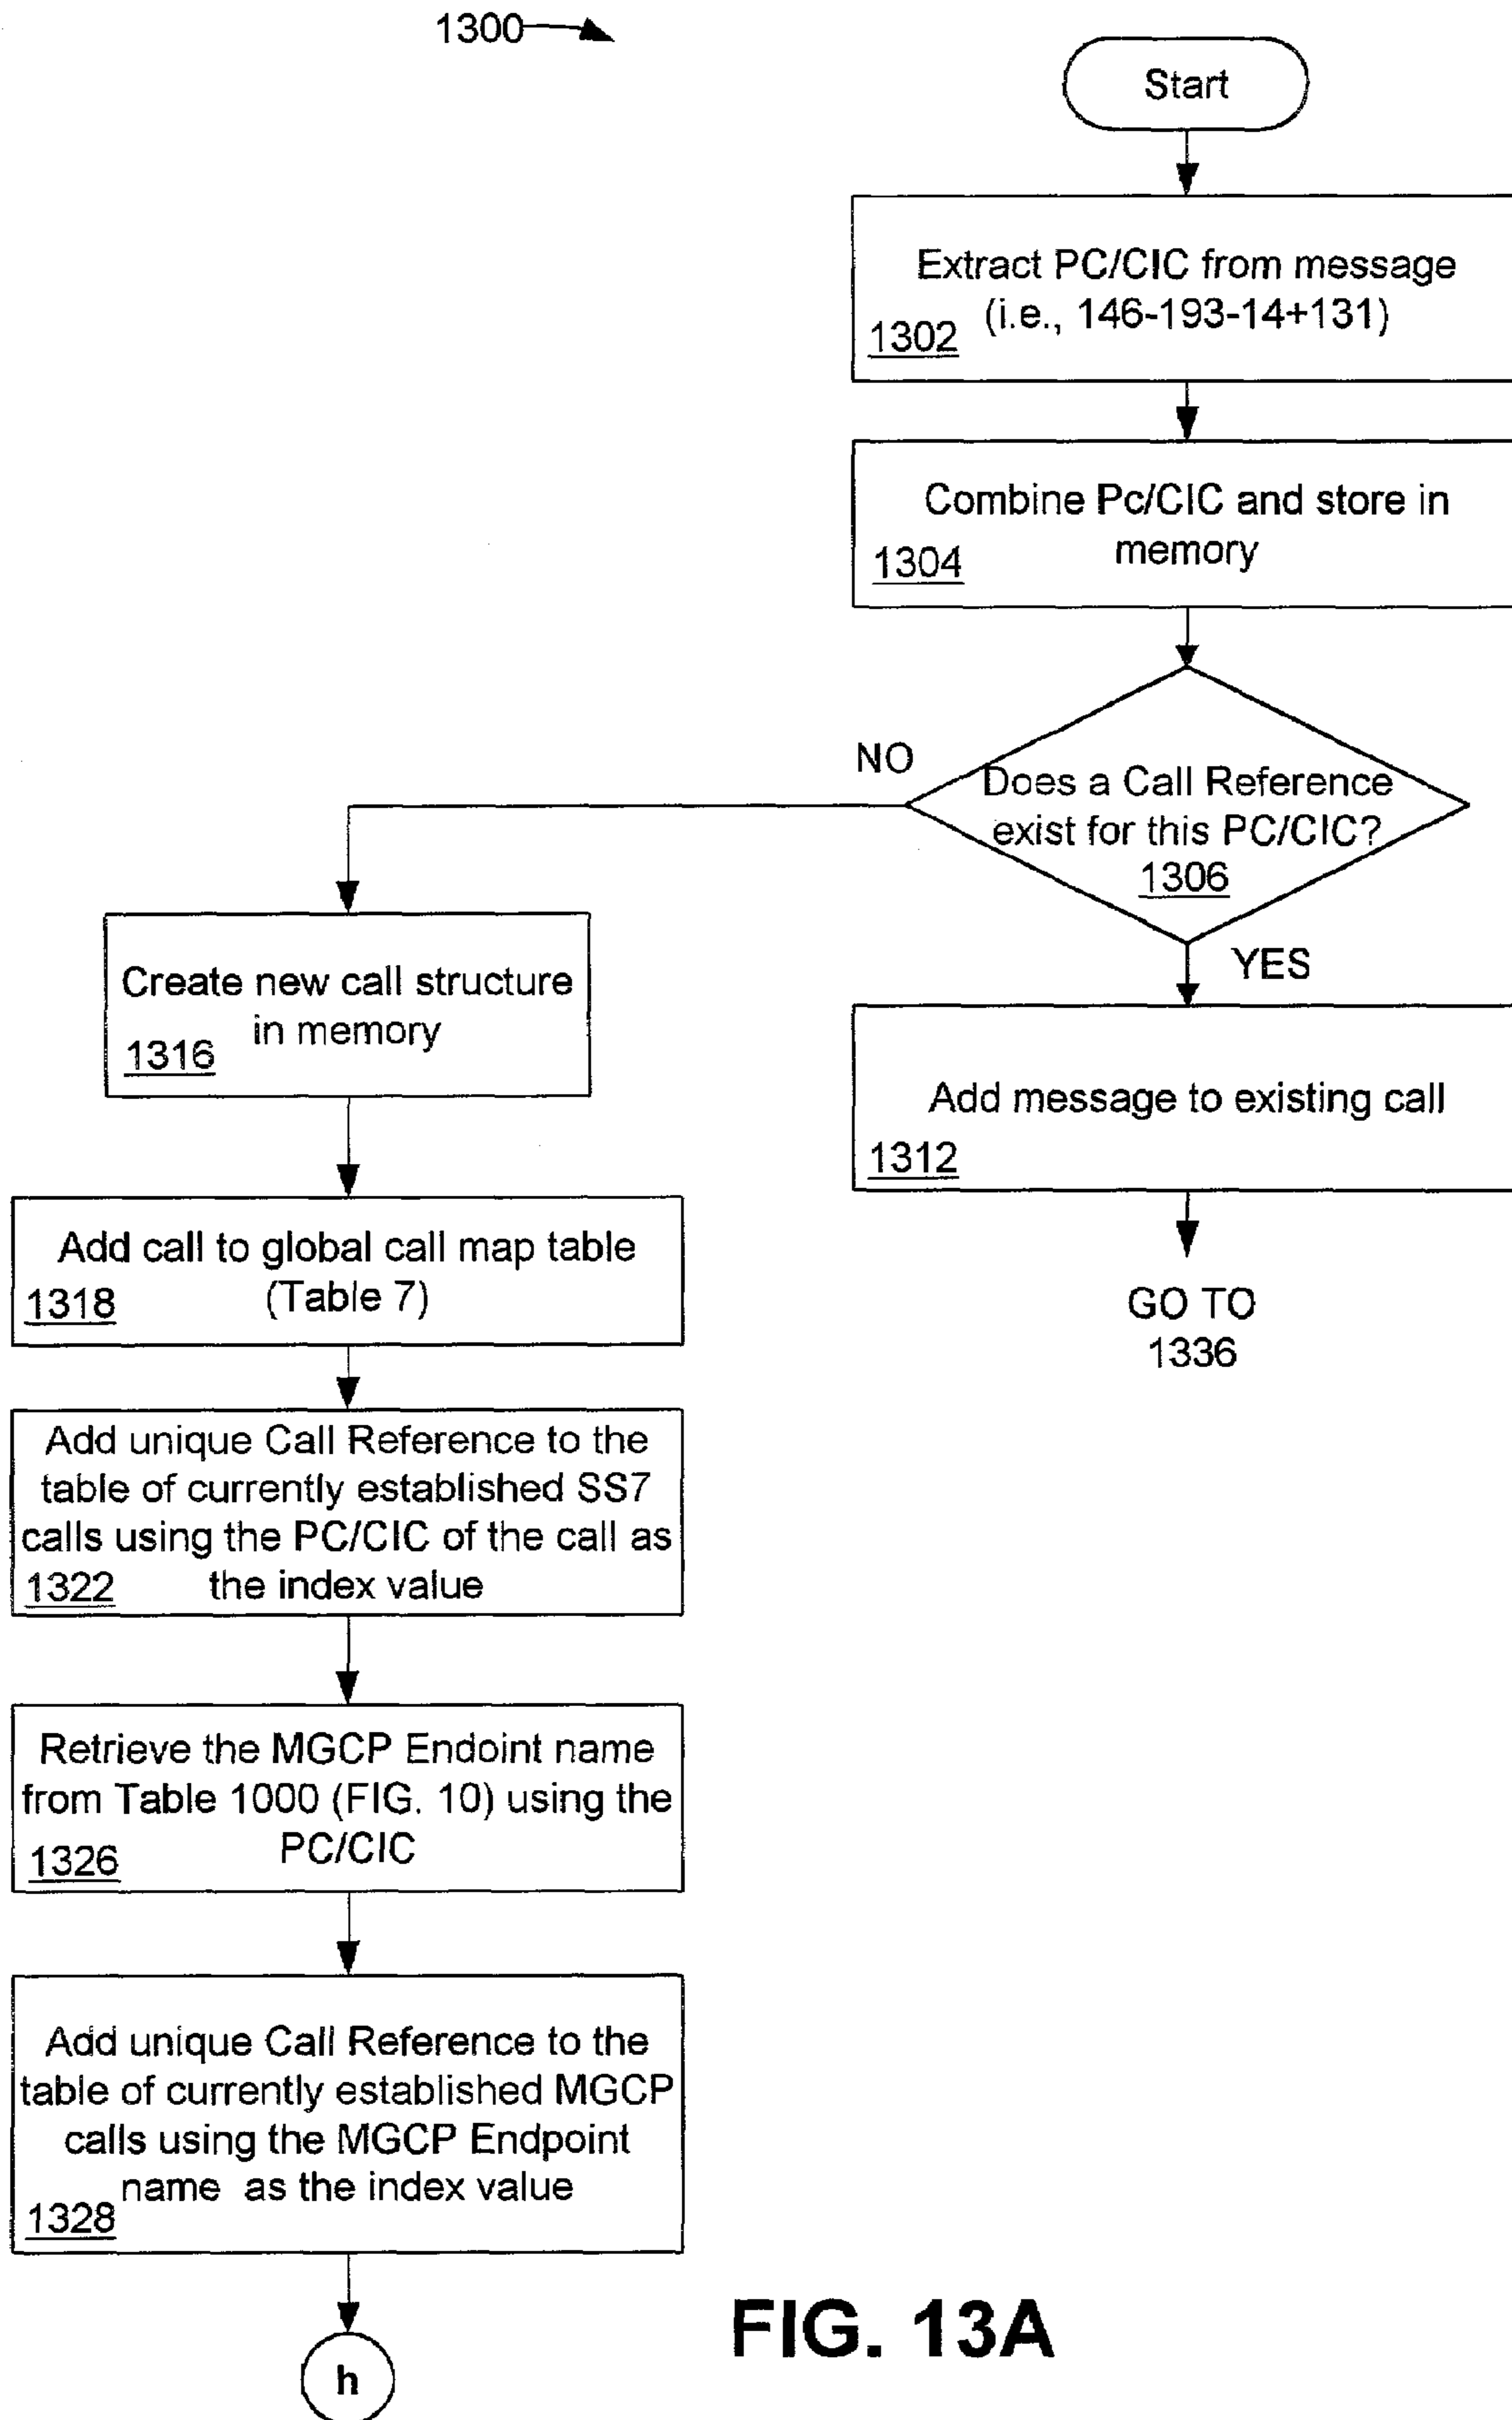 1300
Start
Extract PC/CIC from message
(i.e., 146-193-14+131)
1302
Combine Pc/CIC and store in
memory
1304
Does a Call Reference
exist for this PC/CIC?
1306
NO
YES
Add message to existing call
1312
GO TO
1336
Create new call structure
in memory
1316
Add call to global call map table
(Table 7)
1318
Add unique Call Reference to the
table of currently established SS7
calls using the PC/CIC of the call as
the index value
1322
Retrieve the MGCP Endoint name
from Table 1000 (FIG. 10) using the
PC/CIC
1326
Add unique Call Reference to the
table of currently established MGCP
calls using the MGCP Endpoint
name as the index value
1328
h
FIG. 13A